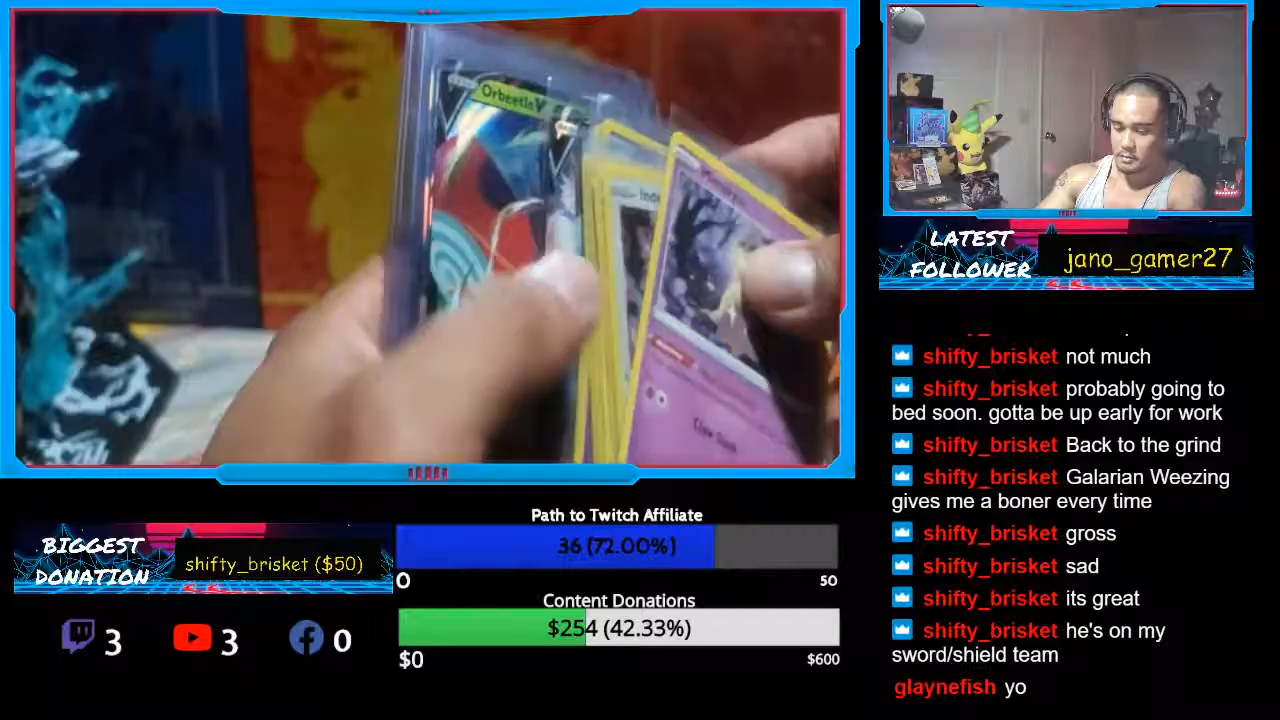 Orbeetle V
LATEST
FOLLOWER
jano_gamer27
shifty_brisket not much
shifty_brisket probably going to
bed soon. gotta be up early for work
shifty_brisket Back to the grind
shifty_brisket Galarian Weezing
gives me a boner every time
shifty_brisket gross
shifty_brisket sad
shifty_brisket its great
shifty_brisket he's on my
sword/shield team
glaynefish yo
BIGGEST
DONATION
shifty_brisket ($50)
3
3
0
Path to Twitch Affiliate
36 (72.00%)
0
50
Content Donations
$254 (42.33%)
$0
$600